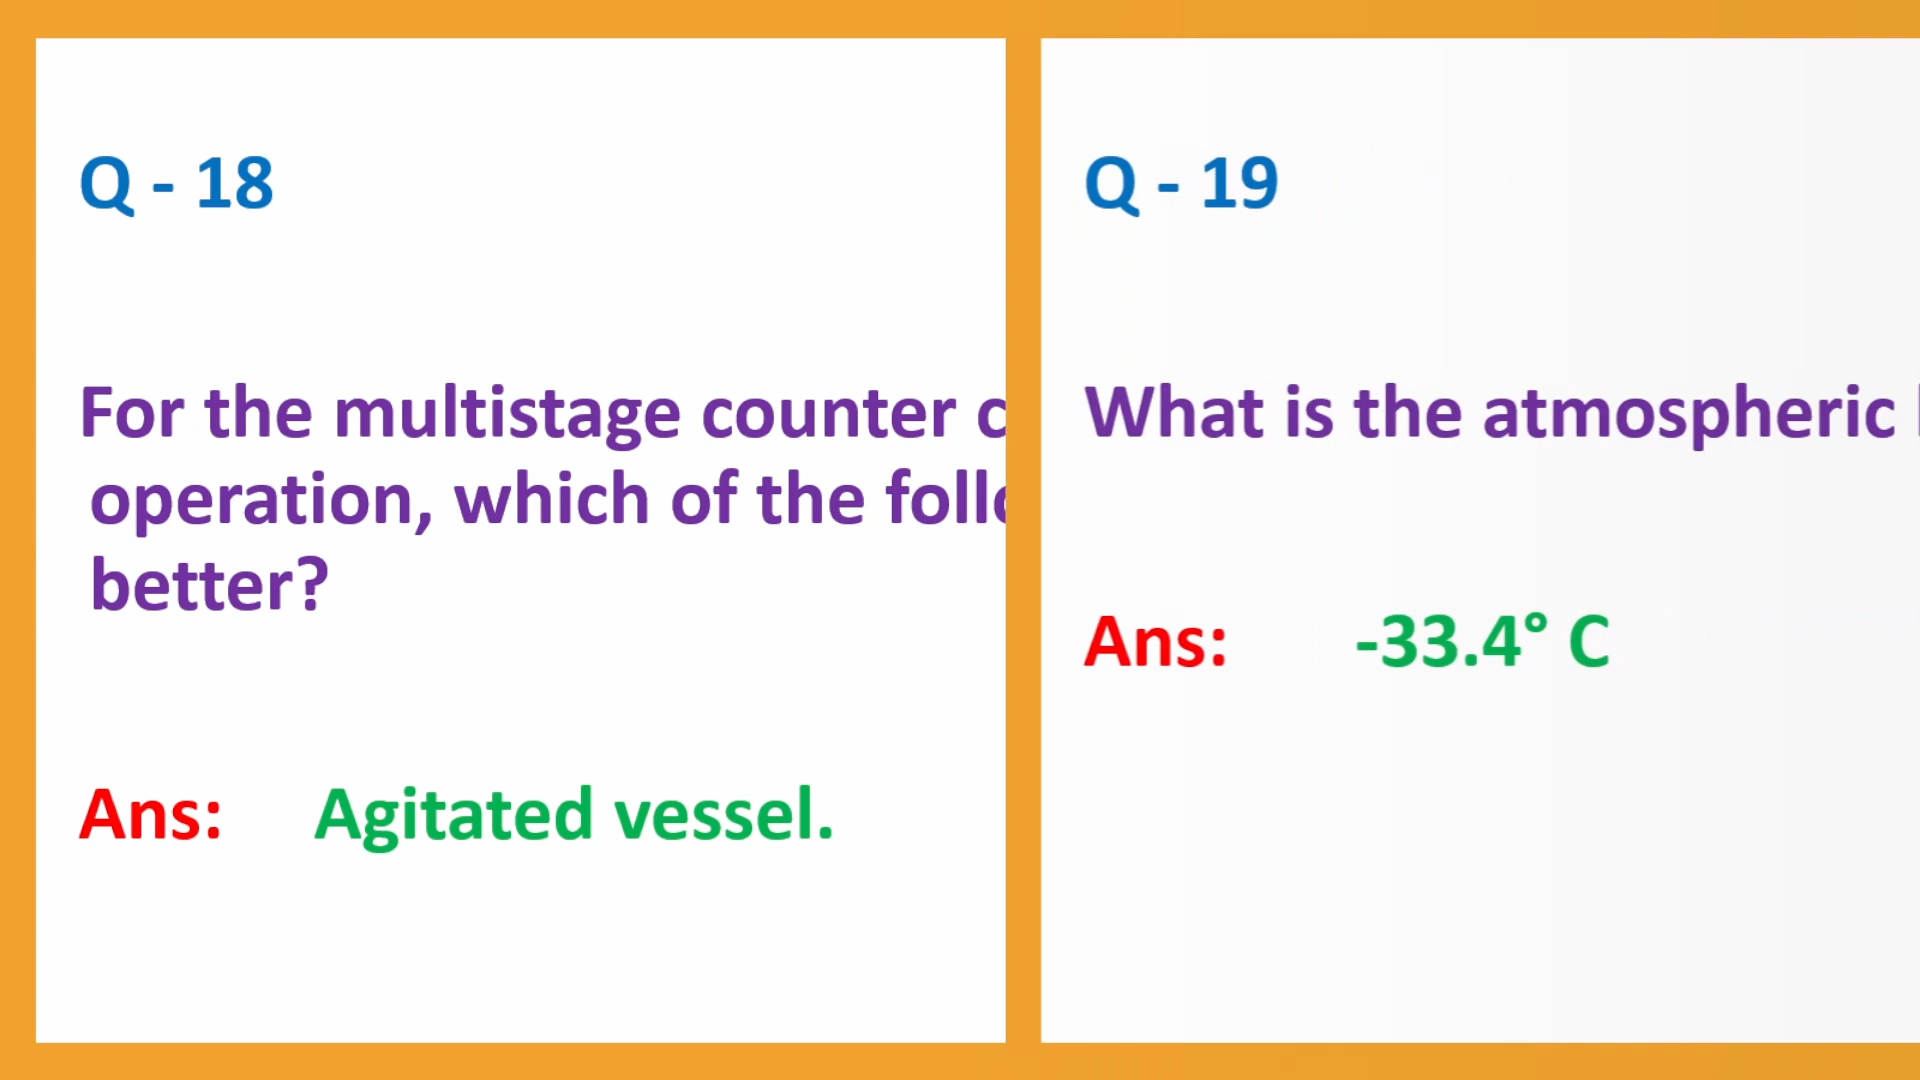 Q - 18
For the multistage counter
operation, which of the
better?
Ans: Agitated vessel.
Q - 19
What is the atmospheric
Ans: -33.4° C